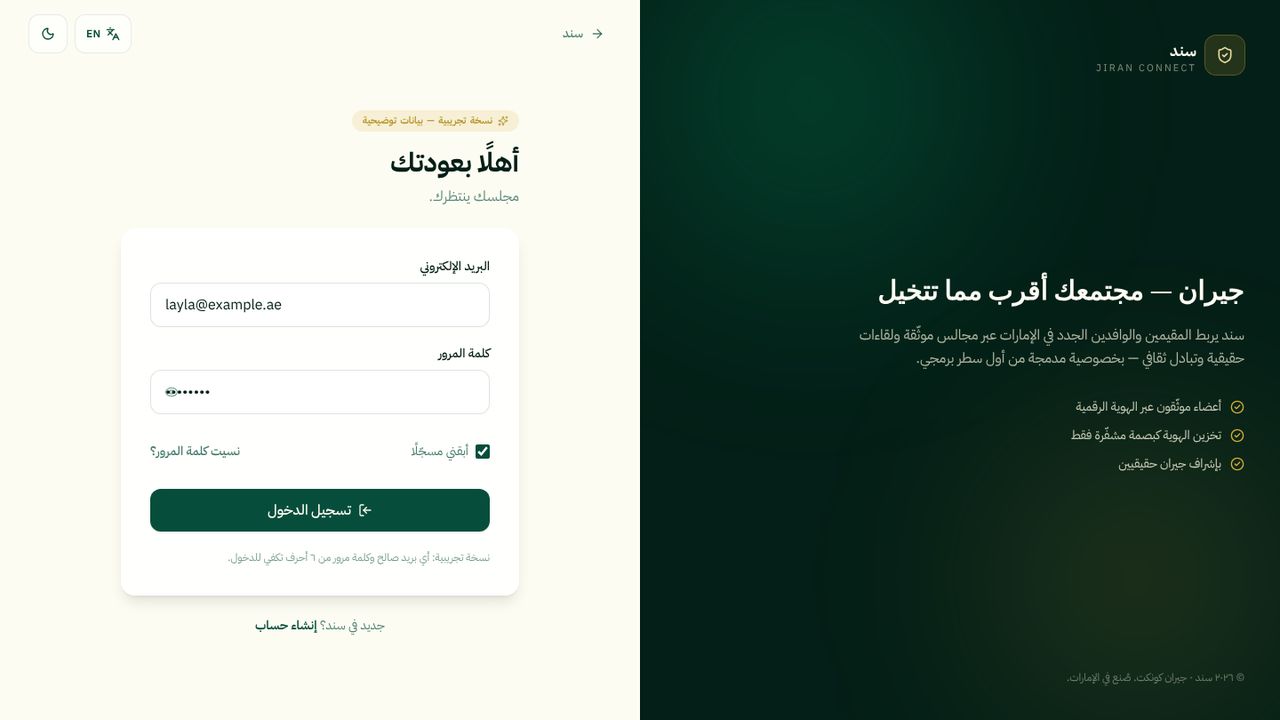 سند
JIRAN CONNECT
جيران — مجتمعك أقرب مما تتخيل
سند يربط المقيمين والوافدين الجدد في الإمارات عبر مجالس موثّقة ولقاءات
حقيقية وتبادل ثقافي — بخصوصية مدمجة من أول سطر برمجي.
أعضاء موثّقون عبر الهوية الرقمية
تخزين الهوية كبصمة مشفّرة فقط
بإشراف جيران حقيقيين
© ٢٠٢٦ سند · جيران كونكت. صُنع في الإمارات.
سند
EN
نسخة تجريبية — بيانات توضيحية
أهلًا بعودتك
مجلسك ينتظرك.
البريد الإلكتروني
layla@example.ae
كلمة المرور
أبقني مسجّلًا
نسيت كلمة المرور؟
تسجيل الدخول
نسخة تجريبية: أي بريد صالح وكلمة مرور من ٦ أحرف تكفي للدخول.
جديد في سند؟ إنشاء حساب